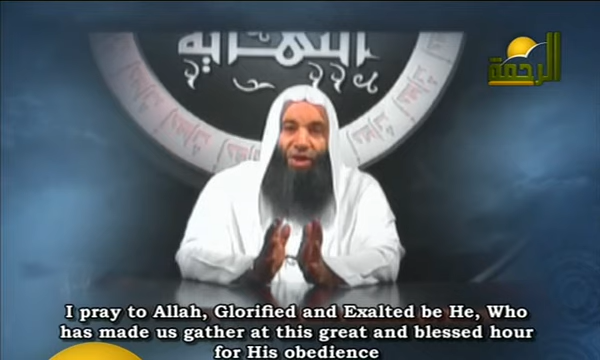 النهاية
الرحمة
I pray to Allah, Glorified and Exalted be He, Who
has made us gather at this great and blessed hour
for His obedience